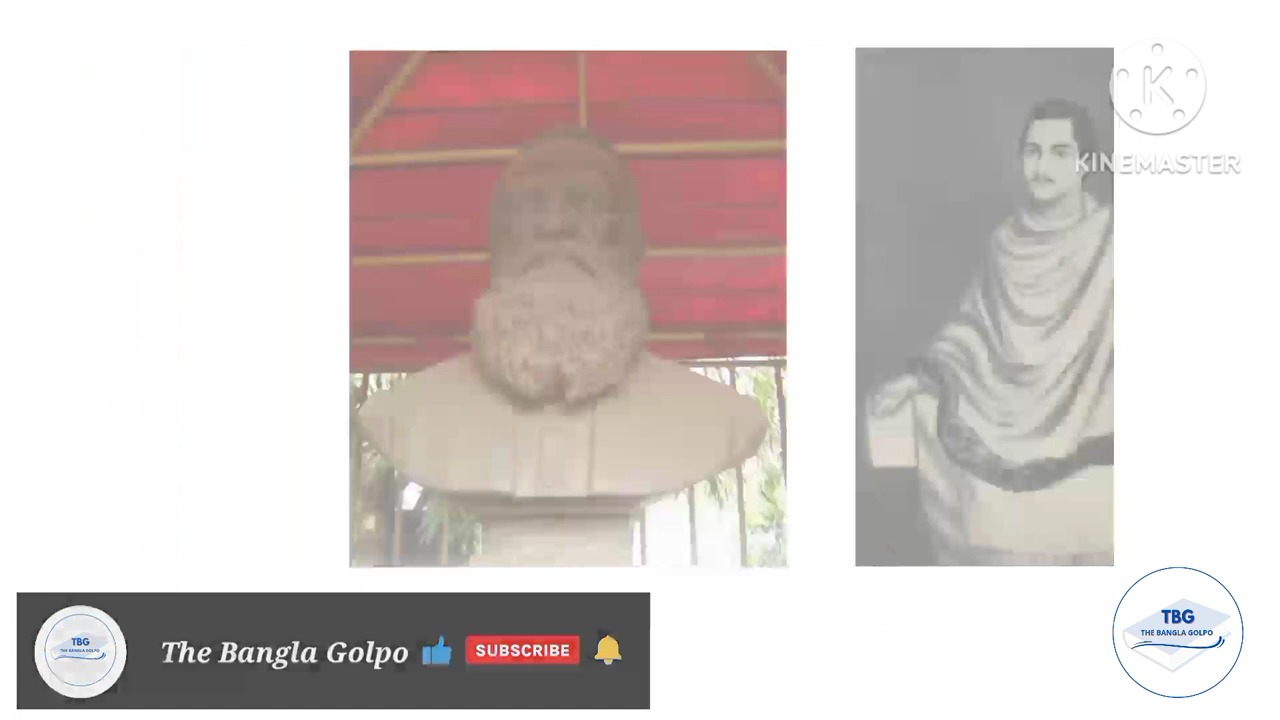 KINEMASTER
The Bangla Golpo SUBSCRIBE
TBG
THE BANGLA GOLPO
TBG
THE BANGLA GOLPO